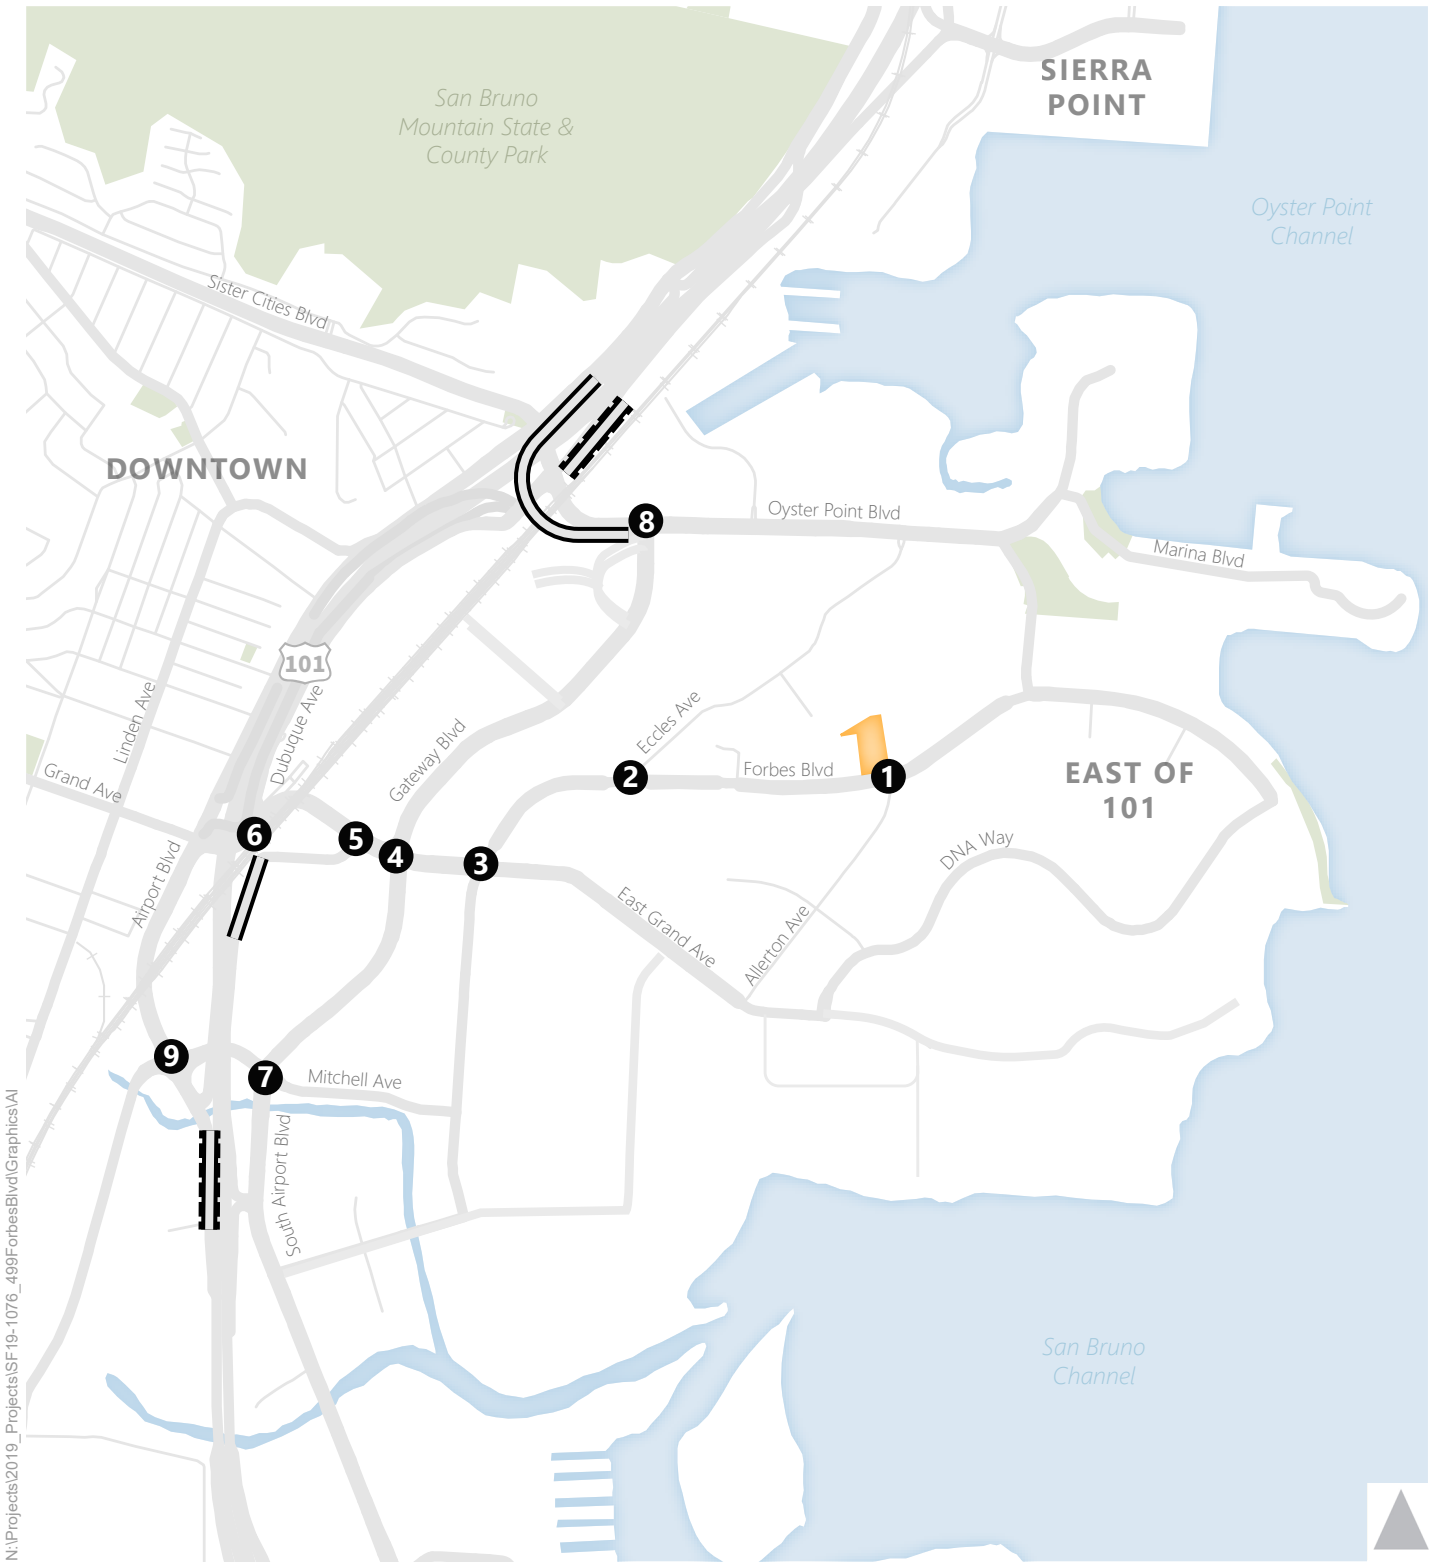 SIERRA
POINT
San Bruno
Mountain State &
County Park
Oyster Point
Channel
Sister Cities Blvd
DOWNTOWN
8
Oyster Point Blvd
Marina Blvd
101
Linden Ave
Dubuque Ave
Gateway Blvd
Eccles Ave
Grand Ave
Forbes Blvd
2
1
EAST OF
101
6
5
4
3
DNA Way
Airport Blvd
East Grand Ave
Allerton Ave
9
7
Mitchell Ave
South Airport Blvd
San Bruno
Channel
N:\Projects\2019_Projects\SF19-1076_499ForbesBlvd\Graphics\AI